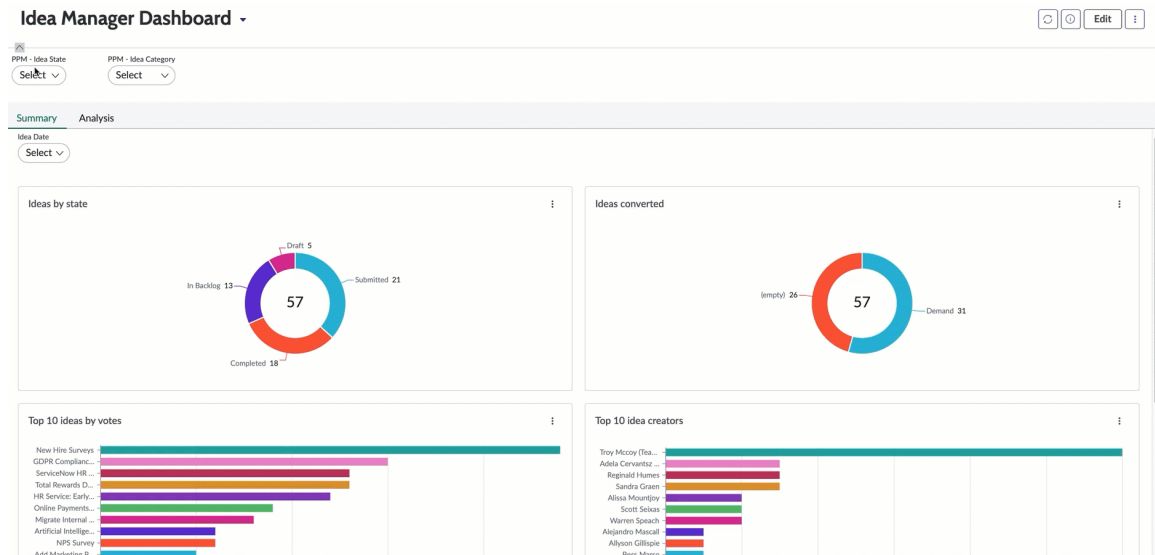 Idea Manager Dashboard
Edit
PPM - Idea State
PPM - Idea Category
Select
Select
Summary
Analysis
Idea Date
Select
Ideas by state
Draft 5
Submitted 21
In Backlog 13
57
Completed 18
Ideas converted
(empty) 26
57
Demand 31
Top 10 ideas by votes
New Hire Surveys
GDPR Complianc...
ServiceNow HR ...
Total Rewards D...
HR Service: Early...
Online Payments...
Migrate Internal ...
Artificial Intellige...
NPS Survey
Add Marketing
Top 10 idea creators
Troy Mccoy (Tea...
Adela Cervantsz ...
Reginald Humes
Sandra Graen
Alissa Mountjoy
Scott Seixas
Warren Speach
Alejandro Mascall
Allyson Gillispie